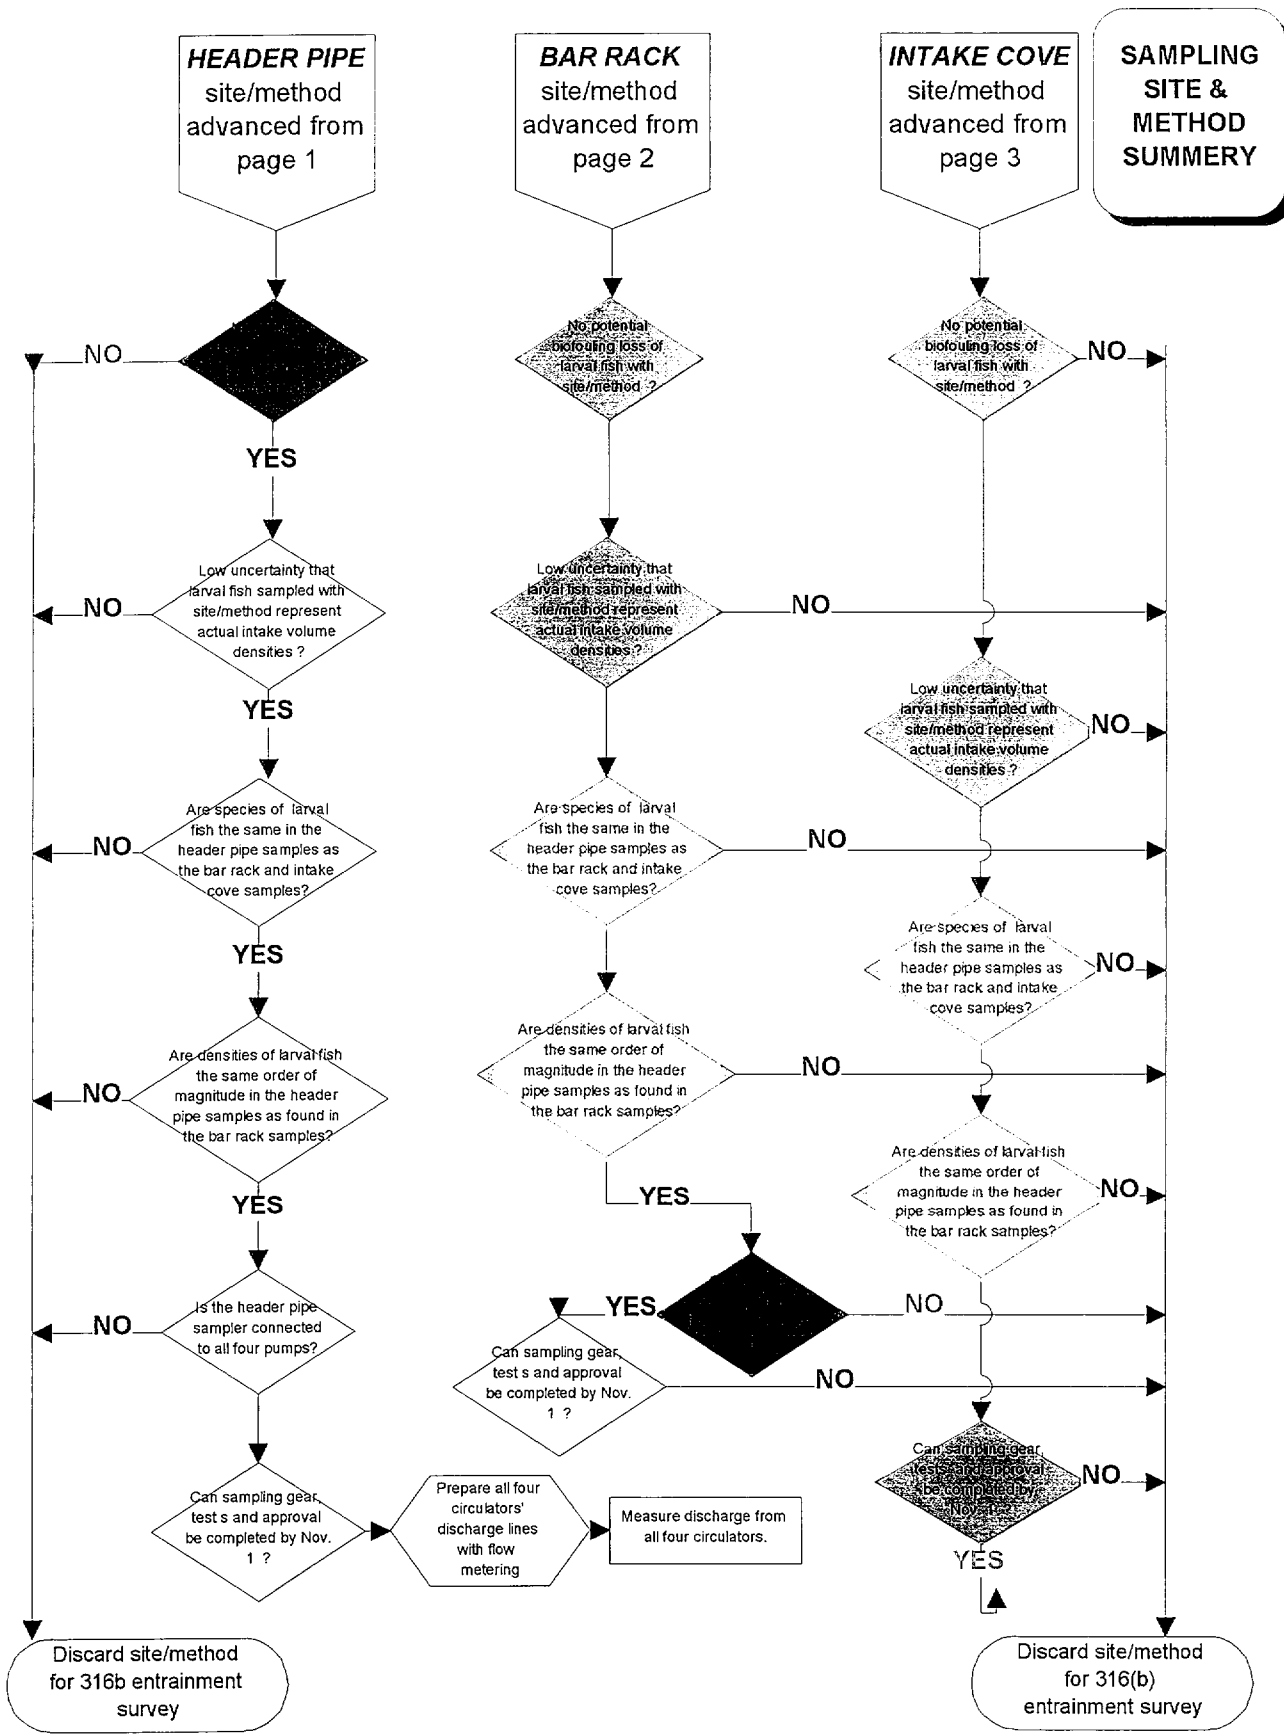 HEADER PIPE
site/method
advanced from
page 1
BAR RACK
site/method
advanced from
page 2
INTAKE COVE
site/method
advanced from
page 3
SAMPLING
SITE &
METHOD
SUMMERY
NO
YES
No potential
biofouling loss of
larval fish with
site/method ?
No potential
biofouling loss of
larval fish with
site/method ?
NO
Low uncertainty that
larval fish sampled with
site/method represent
actual intake volume
densities ?
NO
YES
Low uncertainty that
larval fish sampled with
site/method represent
actual intake volume
densities ?
NO
Low uncertainty that
larval fish sampled with
site/method represent
actual intake volume
densities ?
NO
Are species of larval
fish the same in the
header pipe samples as
the bar rack and intake
cove samples?
NO
YES
Are species of larval
fish the same in the
header pipe samples as
the bar rack and intake
cove samples?
NO
Are species of larval
fish the same in the
header pipe samples as
the bar rack and intake
cove samples?
NO
Are densities of larval fish
the same order of
magnitude in the header
pipe samples as found in
the bar rack samples?
NO
YES
Are densities of larval fish
the same order of
magnitude in the header
pipe samples as found in
the bar rack samples?
NO
YES
Are densities of larval fish
the same order of
magnitude in the header
pipe samples as found in
the bar rack samples?
NO
Is the header pipe
sampler connected
to all four pumps?
NO
YES
NO
Can sampling gear,
test s and approval
be completed by Nov.
1 ?
NO
Can sampling gear,
tests and approval
be completed by
Nov.
NO
YES
Can sampling gear,
test s and approval
be completed by Nov.
1 ?
Prepare all four
circulators'
discharge lines
with flow
metering
Measure discharge from
all four circulators.
Discard site/method
for 316b entrainment
survey
Discard site/method
for 316(b)
entrainment survey